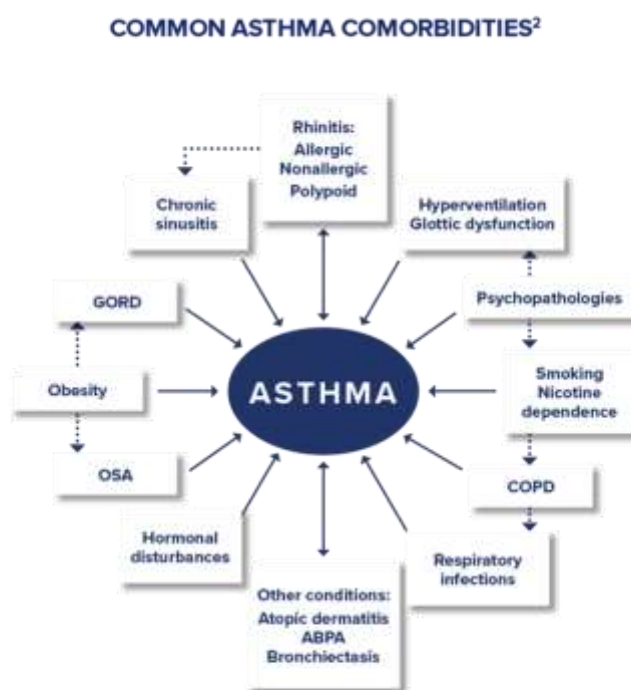 COMMON ASTHMA COMORBIDITIES²
Rhinitis:
Allergic
Nonallergic
Polypoid
Chronic
sinusitis
Hyperventilation
Glottic dysfunction
GORD
Psychopathologies
Obesity
ASTHMA
Smoking
Nicotine
dependence
OSA
COPD
Hormonal
disturbances
Respiratory
infections
Other conditions:
Atopic dermatitis
ABPA
Bronchiectasis